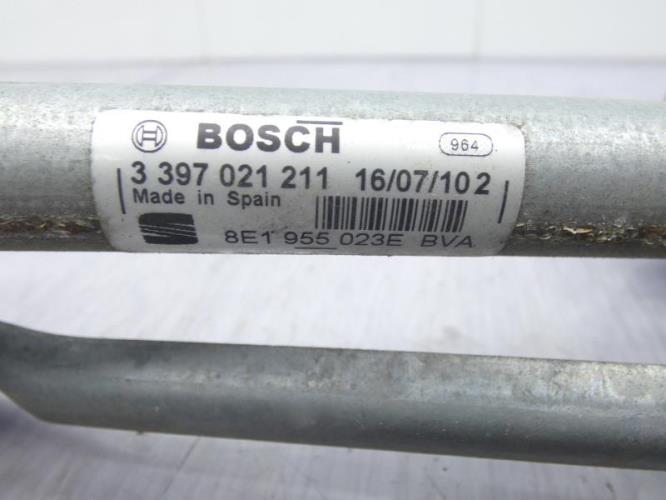 BOSCH 964
3 397 021 211 16/07/10 2
Made in Spain
8E1 955 023E BVA